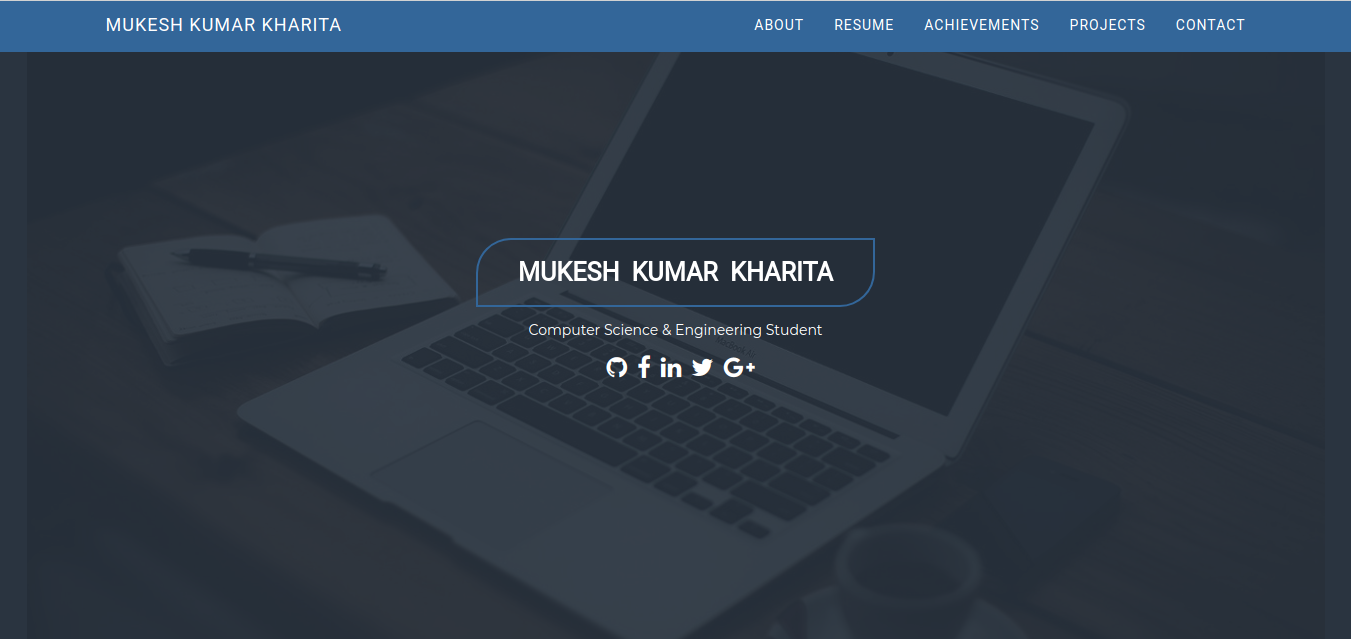 MUKESH KUMAR KHARITA
ABOUT RESUME ACHIEVEMENTS PROJECTS CONTACT
MUKESH KUMAR KHARITA
Computer Science & Engineering Student